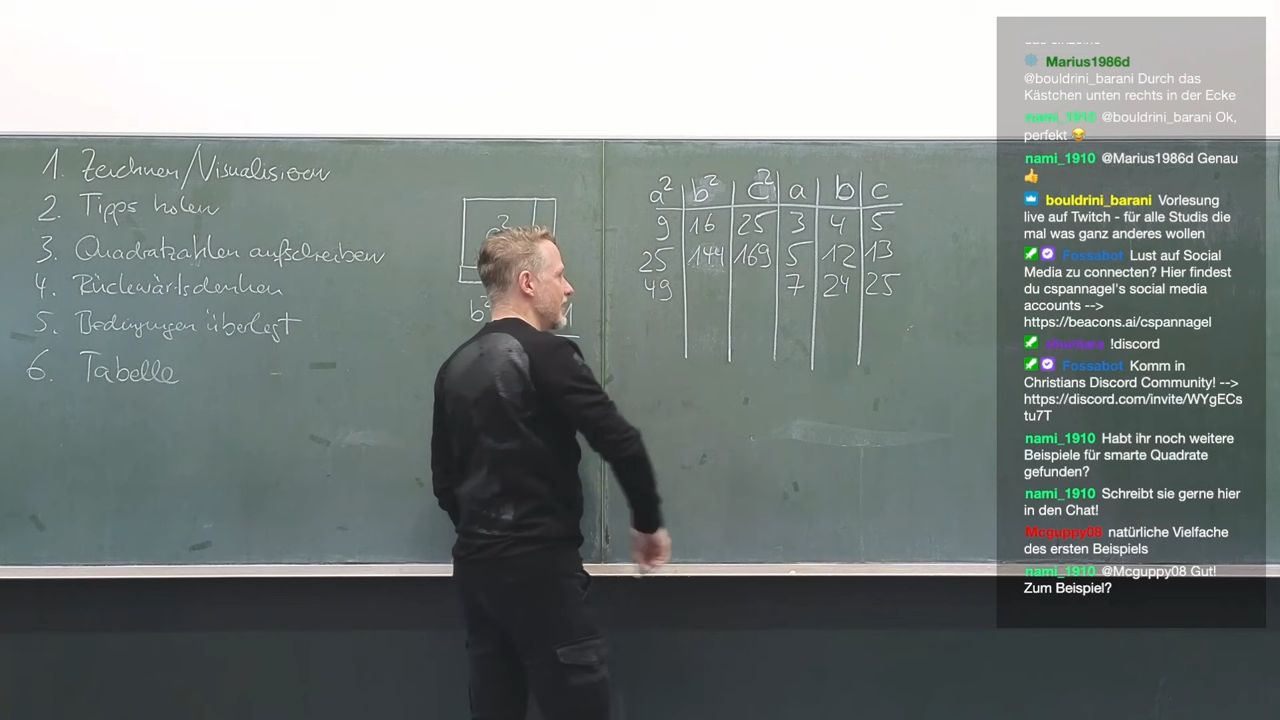 1. Zeichnen/Visualisieren
2. Tipps holen
3. Quadratzahlen aufschreiben
4. Rückwärtsdenken
5. Bedingungen überlegt
6. Tabelle
b²
a² b² c² a b c
9 16 25 3 4 5
25 144 169 5 12 13
49 7 24 25
Marius1986d
@bouldrini_barani Durch das
Kästchen unten rechts in der Ecke
nami_1910 @bouldrini_barani Ok,
perfekt 😂
nami_1910 @Marius1986d Genau
👍
bouldrini_barani Vorlesung
live auf Twitch - für alle Studis die
mal was ganz anderes wollen
Fossabot Lust auf Social
Media zu connecten? Hier findest
du cspannagel's social media
accounts -->
https://beacons.ai/cspannagel
!discord
Fossabot Komm in
Christians Discord Community! -->
https://discord.com/invite/WYgECs
tu7T
nami_1910 Habt ihr noch weitere
Beispiele für smarte Quadrate
gefunden?
nami_1910 Schreibt sie gerne hier
in den Chat!
Mcguppy08 natürliche Vielfache
des ersten Beispiels
nami_1910 @Mcguppy08 Gut!
Zum Beispiel?